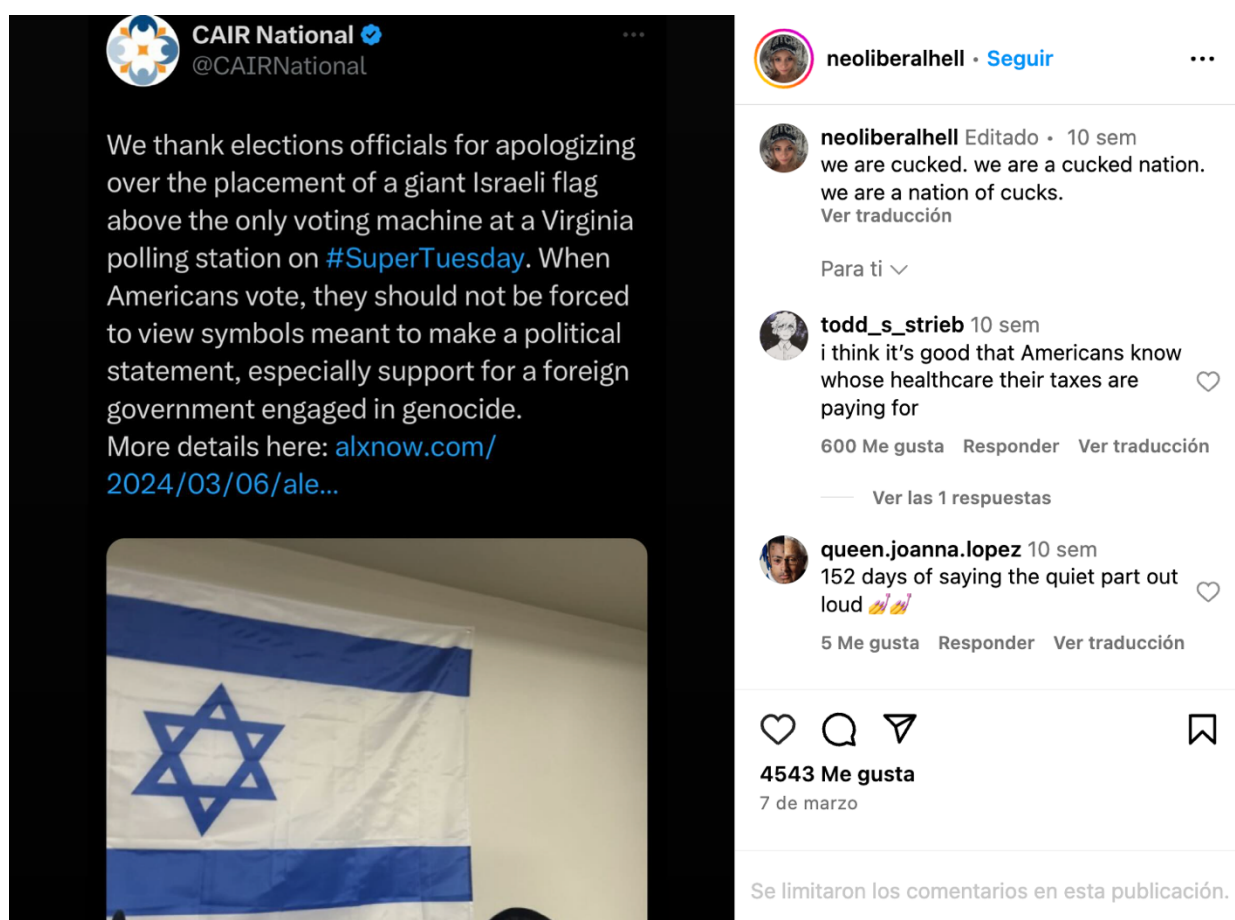 CAIR National
@CAIRNational
We thank elections officials for apologizing
over the placement of a giant Israeli flag
above the only voting machine at a Virginia
polling station on #SuperTuesday. When
Americans vote, they should not be forced
to view symbols meant to make a political
statement, especially support for a foreign
government engaged in genocide.
More details here: alxnow.com/
2024/03/06/ale...
neoliberalhell • Seguir
neoliberalhell Editado • 10 sem
we are cucked. we are a cucked nation.
we are a nation of cucks.
Ver traducción
Para ti
todd_s_strieb 10 sem
i think it’s good that Americans know
whose healthcare their taxes are
paying for
600 Me gusta Responder Ver traducción
Ver las 1 respuestas
queen.joanna.lopez 10 sem
152 days of saying the quiet part out
loud 💅💅
5 Me gusta Responder Ver traducción
4543 Me gusta
7 de marzo
Se limitaron los comentarios en esta publicación.